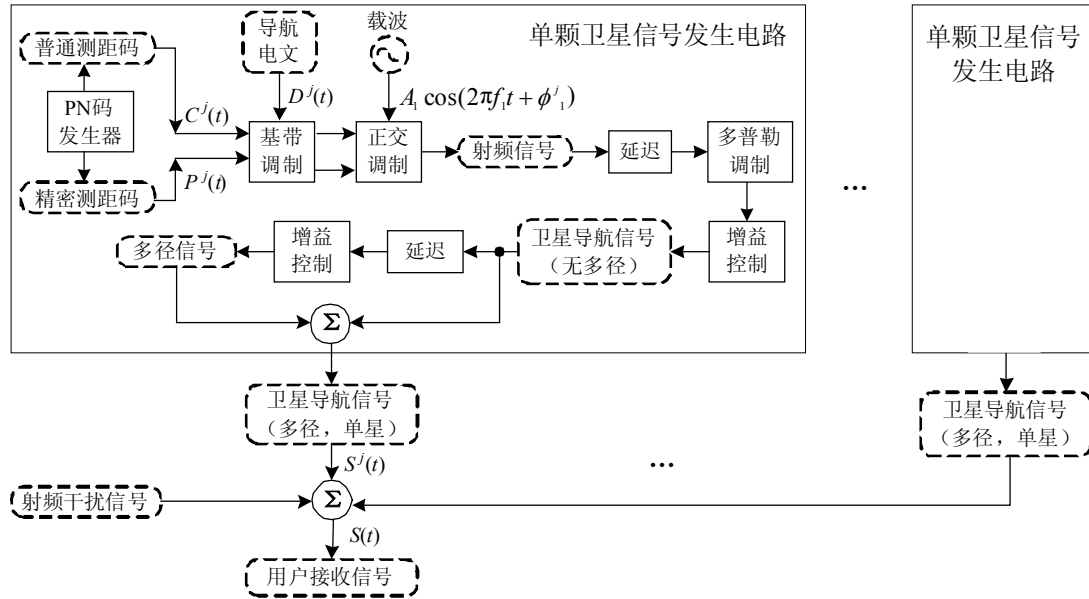 普通测距码
导航
电文
载波
单颗卫星信号发生电路
单颗卫星信号
发生电路
PN码
发生器
C^j(t)
D^j(t)
A_1 cos(2πf_1t + ϕ^j_1)
基带
调制
正交
调制
射频信号
延迟
多普勒
调制
P^j(t)
精密测距码
...
多径信号
增益
控制
延迟
卫星导航信号
（无多径）
增益
控制
Σ
卫星导航信号
（多径，单星）
卫星导航信号
（多径，单星）
S^j(t)
...
射频干扰信号
Σ
S(t)
用户接收信号